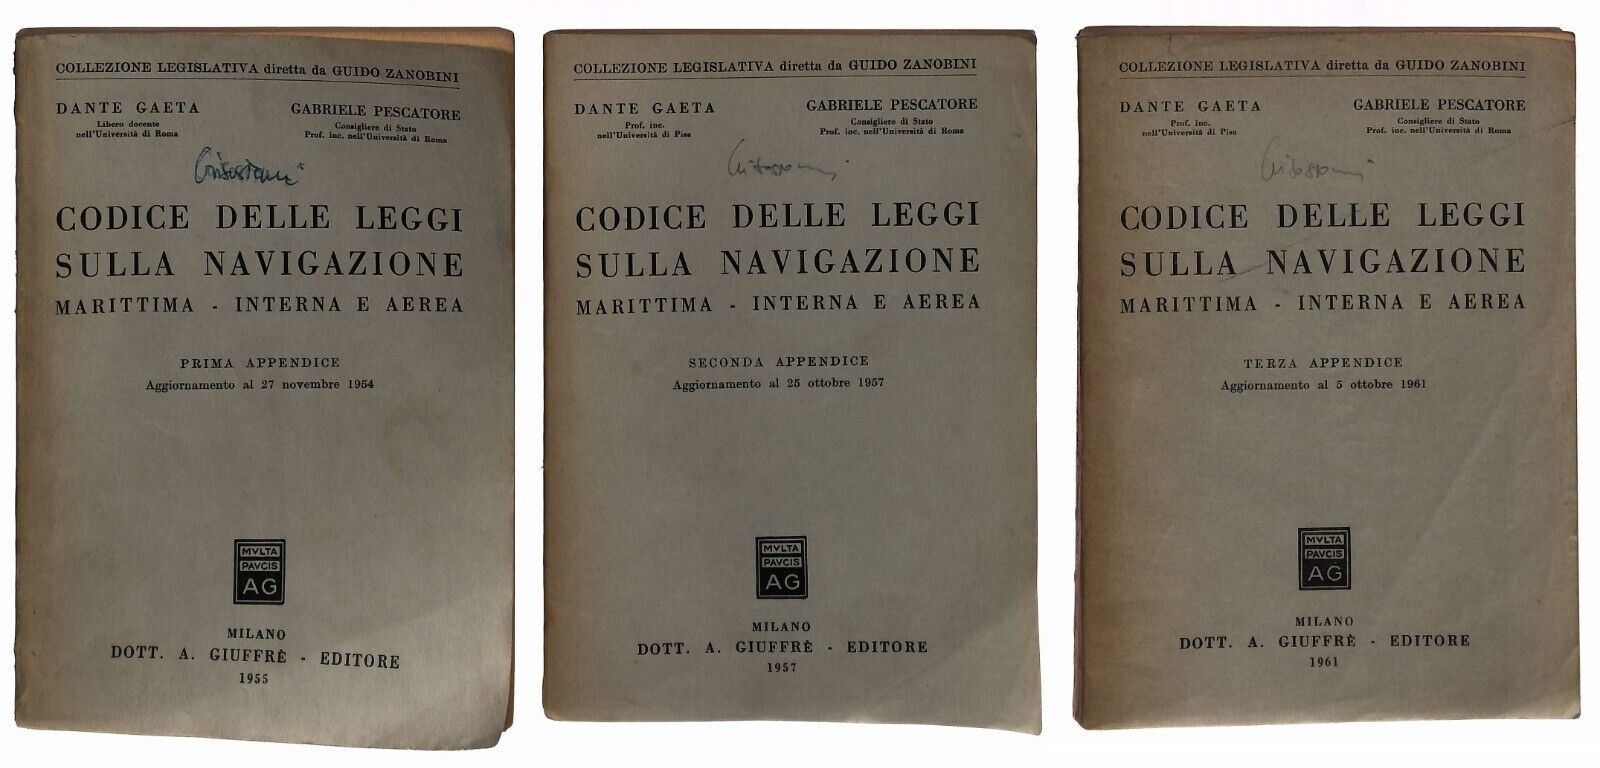 COLLEZIONE LEGISLATIVA diretta da GUIDO ZANOBINI
DANTE GAETA
Libero docente
nell'Università di Roma
GABRIELE PESCATORE
Consigliere di Stato
Prof. inc. nell'Università di Roma
CODICE DELLE LEGGI
SULLA NAVIGAZIONE
MARITTIMA - INTERNA E AEREA
PRIMA APPENDICE
Aggiornamento al 27 novembre 1954
MVLTA
PAVCIS
AG
MILANO
DOTT. A. GIUFFRÈ - EDITORE
1955
COLLEZIONE LEGISLATIVA diretta da GUIDO ZANOBINI
DANTE GAETA
Prof. inc.
nell'Università di Pisa
GABRIELE PESCATORE
Consigliere di Stato
Prof. inc. nell'Università di Roma
CODICE DELLE LEGGI
SULLA NAVIGAZIONE
MARITTIMA - INTERNA E AEREA
SECONDA APPENDICE
Aggiornamento al 25 ottobre 1957
MVLTA
PAVCIS
AG
MILANO
DOTT. A. GIUFFRÈ - EDITORE
1957
COLLEZIONE LEGISLATIVA diretta da GUIDO ZANOBINI
DANTE GAETA
Prof. inc.
nell'Università di Pisa
GABRIELE PESCATORE
Consigliere di Stato
Prof. inc. nell'Università di Roma
CODICE DELLE LEGGI
SULLA NAVIGAZIONE
MARITTIMA - INTERNA E AEREA
TERZA APPENDICE
Aggiornamento al 5 ottobre 1961
MVLTA
PAVCIS
AG
MILANO
DOTT. A. GIUFFRÈ - EDITORE
1961